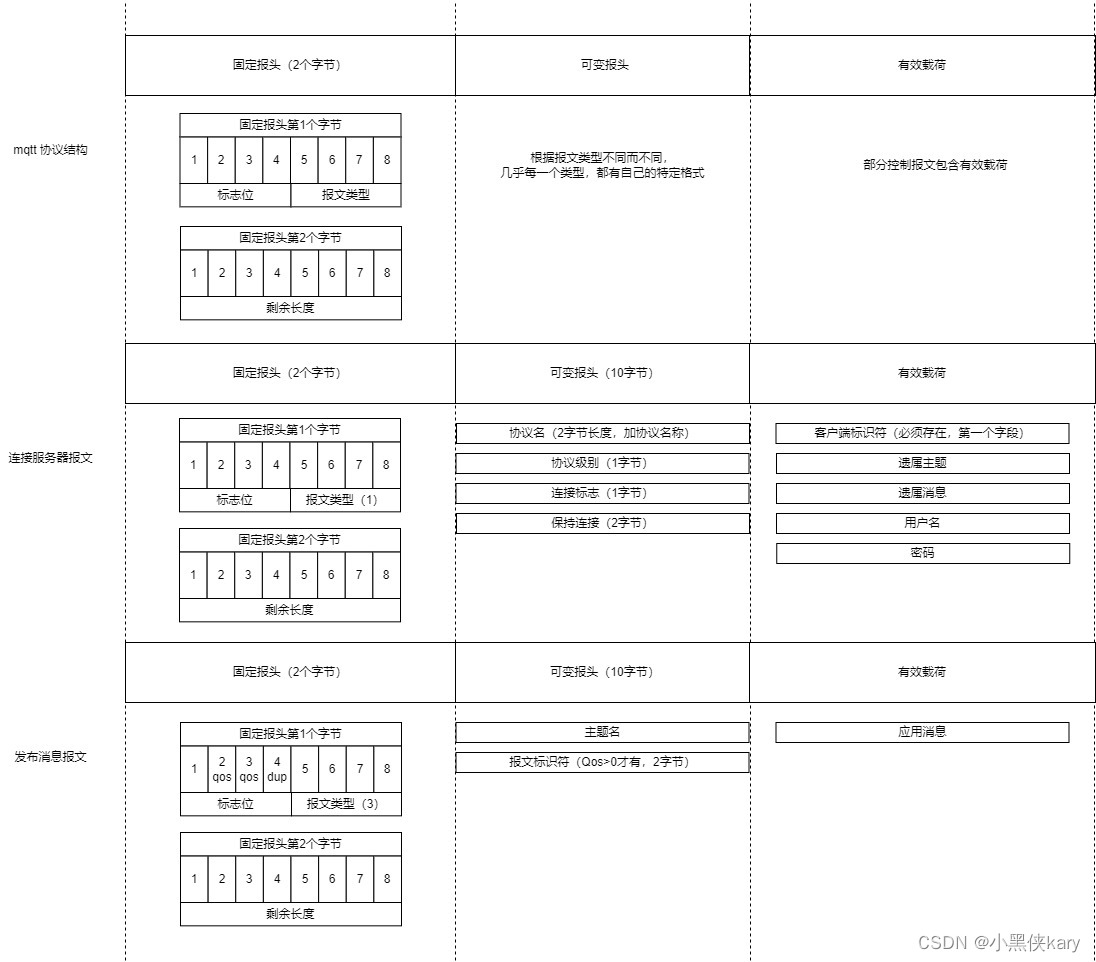 固定报头（2个字节）
可变报头
有效载荷
mqtt 协议结构
固定报头第1个字节
1 2 3 4 5 6 7 8
标志位 报文类型
固定报头第2个字节
1 2 3 4 5 6 7 8
剩余长度
根据报文类型不同而不同，
几乎每一个类型，都有自己的特定格式
部分控制报文包含有效载荷
固定报头（2个字节）
可变报头（10字节）
有效载荷
连接服务器报文
固定报头第1个字节
1 2 3 4 5 6 7 8
标志位 报文类型（1）
固定报头第2个字节
1 2 3 4 5 6 7 8
剩余长度
协议名（2字节长度，加协议名称）
协议级别（1字节）
连接标志（1字节）
保持连接（2字节）
客户端标识符（必须存在，第一个字段）
遗属主题
遗属消息
用户名
密码
固定报头（2个字节）
可变报头（10字节）
有效载荷
发布消息报文
固定报头第1个字节
1 2 3 4 5 6 7 8
qos qos dup
标志位 报文类型（3）
固定报头第2个字节
1 2 3 4 5 6 7 8
剩余长度
主题名
报文标识符（Qos>0才有，2字节）
应用消息
CSDN @小黑侠kary